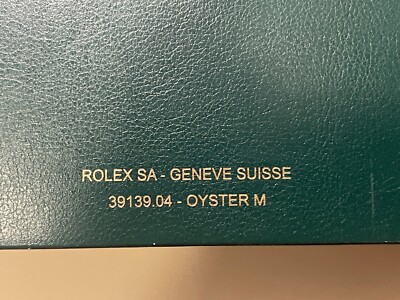 ROLEX SA - GENEVE SUISSE
39139.04 - OYSTER M